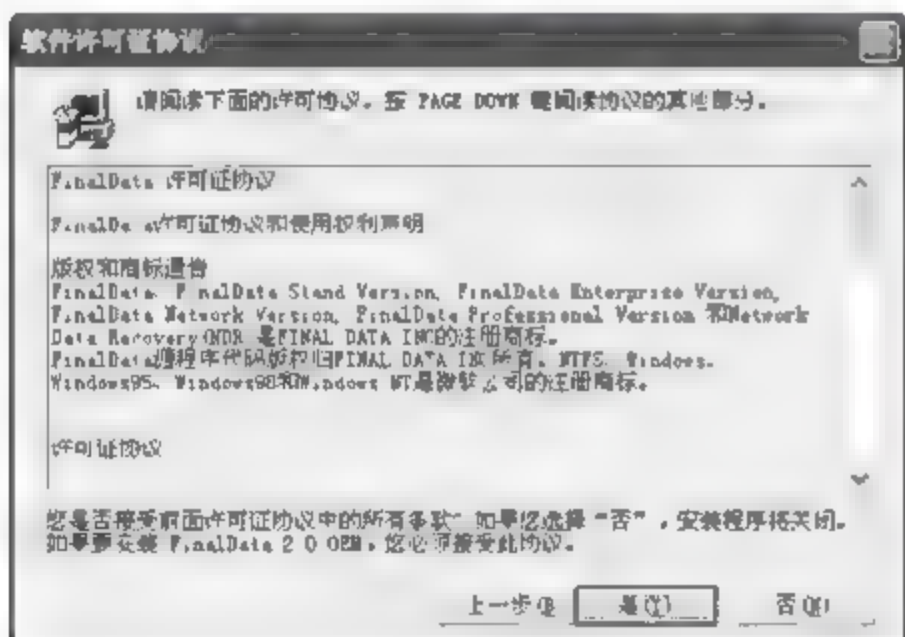 软件许可证协议
请阅读下面的许可协议。按 PAGE DOWN 键阅读协议的其他部分。
FinalData 许可证协议
FinalData许可证协议和使用权利声明
版权和商标通告
FinalData、FinalData Stand Version, FinalData Enterprise Version,
FinalData Network Version, FinalData Professional Version 和Network
Data Recovery(NDR 是FINAL DATA INC的注册商标。
FinalData源程序代码版权归FINAL DATA INC所有。NTFS、Windows、
Windows95、Windows98和Windows NT是微软公司的注册商标。
许可证协议
您是否接受前面许可证协议中的所有条款? 如果您选择“否”，安装程序将关闭。
如果要安装 FinalData 2.0 OEM，您必须接受此协议。
上一步(B) 是(Y) 否(N)